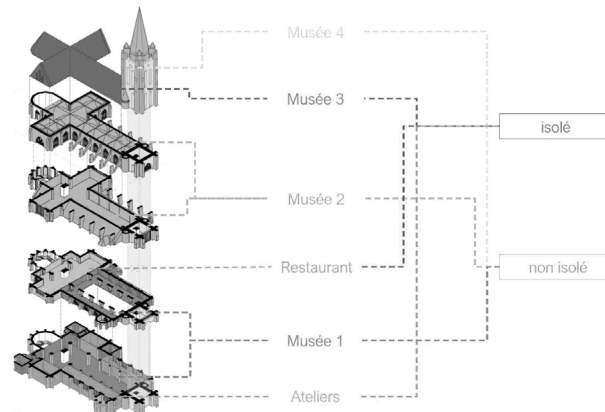 Musée 4
Musée 3
isolé
Musée 2
Restaurant
non isolé
Musée 1
Ateliers